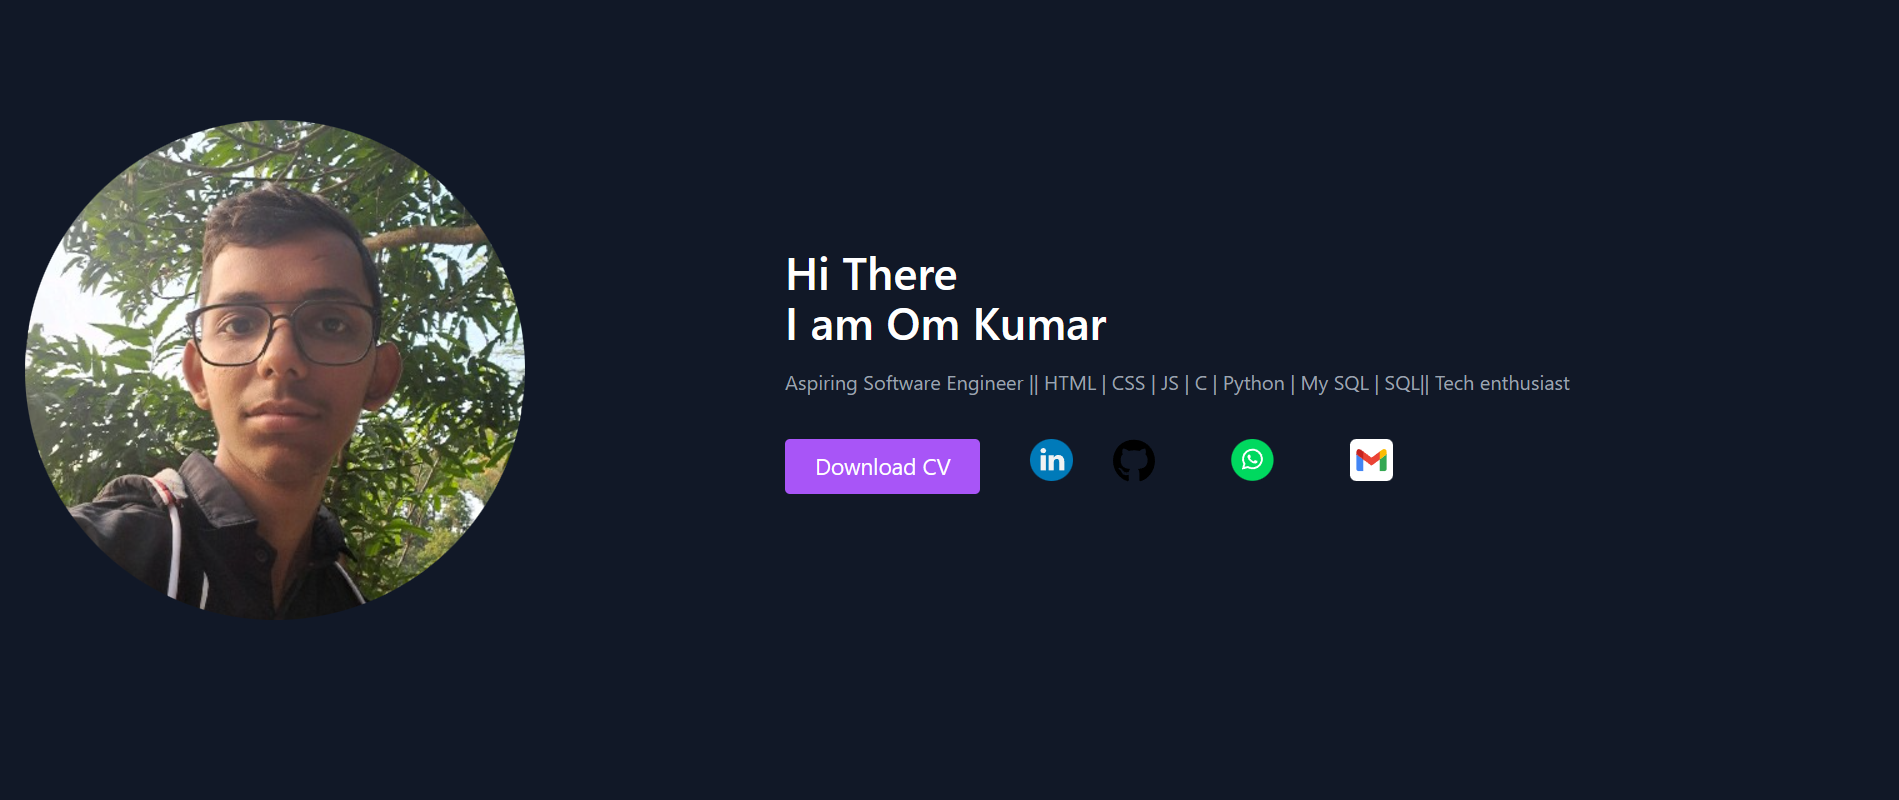 Hi There
I am Om Kumar
Aspiring Software Engineer || HTML | CSS | JS | C | Python | My SQL | SQL|| Tech enthusiast
Download CV
in